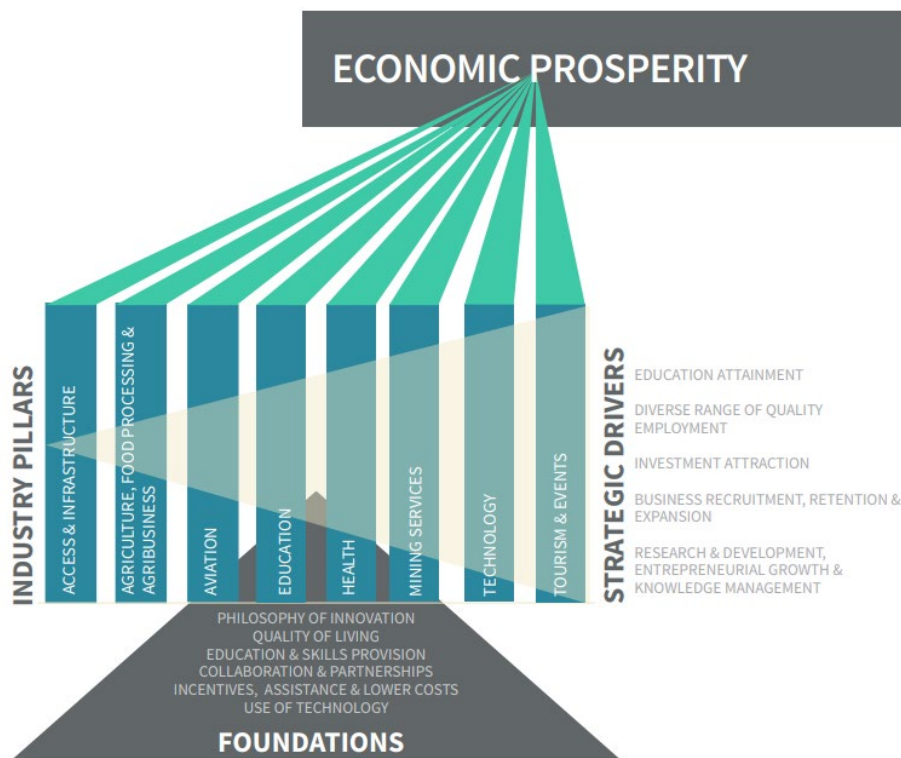 ECONOMIC PROSPERITY
INDUSTRY PILLARS
ACCESS & INFRASTRUCTURE
AGRICULTURE, FOOD PROCESSING &
AGRIBUSINESS
AVIATION
EDUCATION
HEALTH
MINING SERVICES
TECHNOLOGY
TOURISM & EVENTS
STRATEGIC DRIVERS
EDUCATION ATTAINMENT
DIVERSE RANGE OF QUALITY
EMPLOYMENT
INVESTMENT ATTRACTION
BUSINESS RECRUITMENT, RETENTION &
EXPANSION
RESEARCH & DEVELOPMENT,
ENTREPRENEURIAL GROWTH &
KNOWLEDGE MANAGEMENT
PHILOSOPHY OF INNOVATION
QUALITY OF LIVING
EDUCATION & SKILLS PROVISION
COLLABORATION & PARTNERSHIPS
INCENTIVES, ASSISTANCE & LOWER COSTS
USE OF TECHNOLOGY
FOUNDATIONS